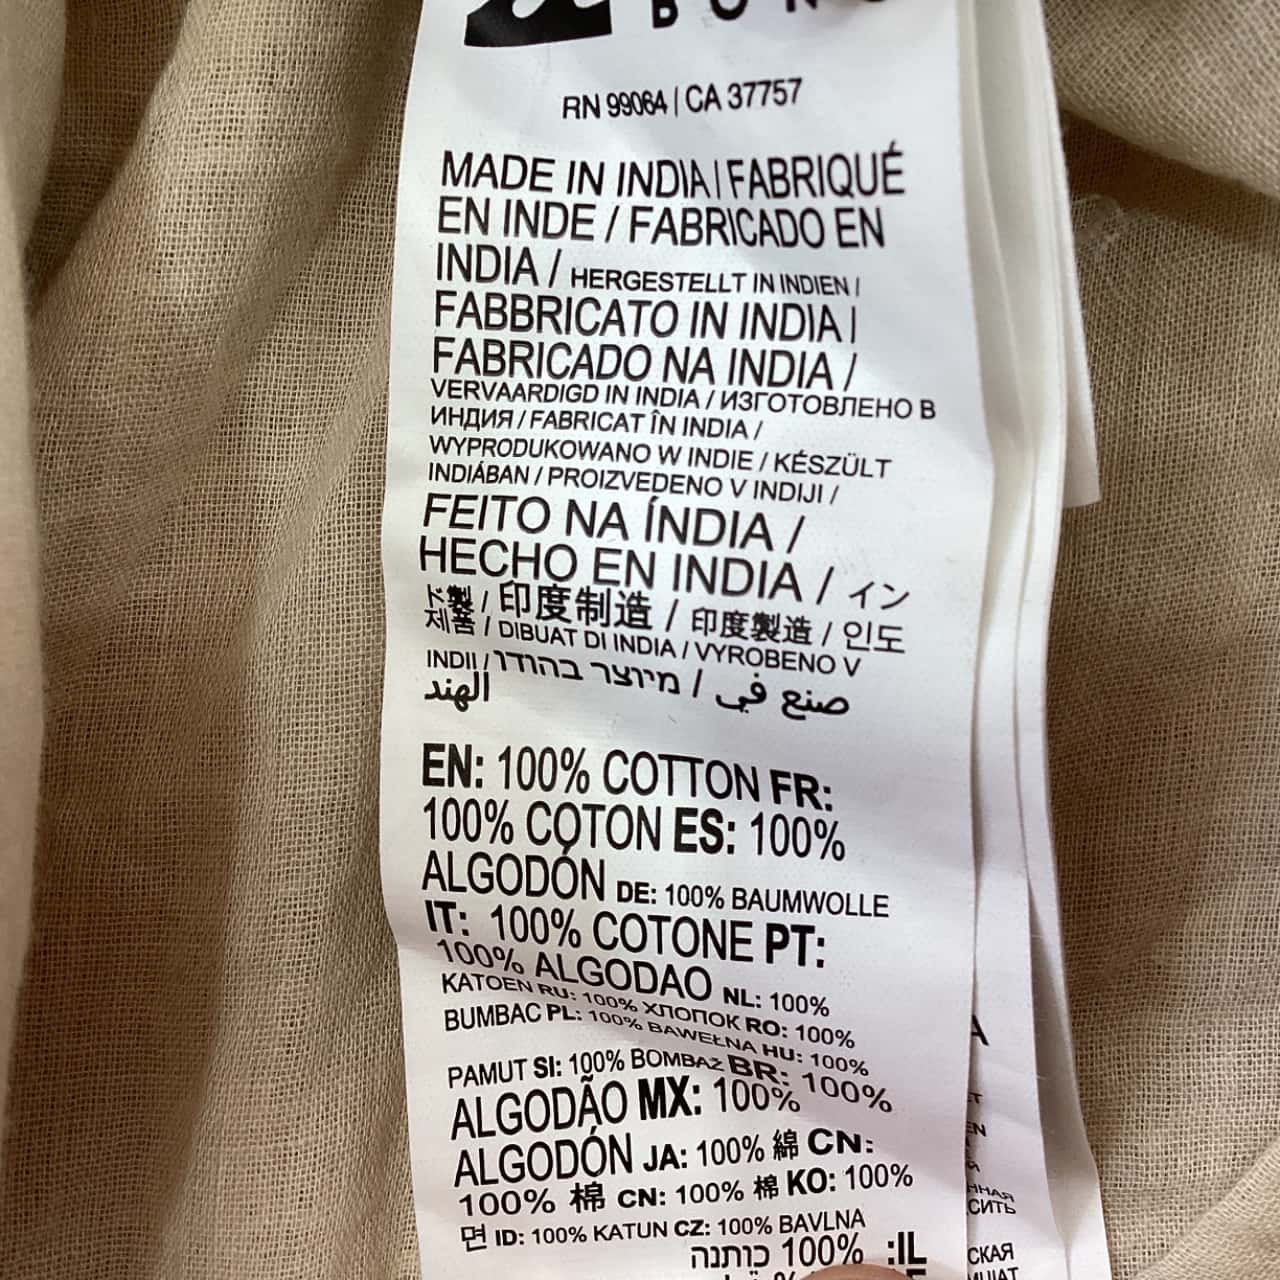 RN 99064 | CA 37757
MADE IN INDIA | FABRIQUÉ
EN INDE / FABRICADO EN
INDIA / HERGESTELLT IN INDIEN /
FABBRICATO IN INDIA |
FABRICADO NA INDIA /
VERVAARDIGD IN INDIA / ИЗГОТОВЛЕНО В
ИНДИЯ / FABRICAT ÎN INDIA /
WYPRODUKOWANO W INDIE / KÉSZÜLT
INDIÁBAN / PROIZVEDENO V INDIJI /
FEITO NA ÍNDIA /
HECHO EN INDIA / イン
ド製 / 印度制造 / 印度製造 / 인도
제품 / DIBUAT DI INDIA / VYROBENO V
INDII / מיוצר בהודו / صنع في
الهند
EN: 100% COTTON FR:
100% COTON ES: 100%
ALGODÓN DE: 100% BAUMWOLLE
IT: 100% COTONE PT:
100% ALGODAO NL: 100%
KATOEN RU: 100% ХЛОПОК RO: 100%
BUMBAC PL: 100% BAWEŁNA HU: 100%
PAMUT SI: 100% BOMBAŽ BR: 100%
ALGODÃO MX: 100%
ALGODÓN JA: 100% 綿 CN:
100% 棉 CN: 100% 棉 KO: 100%
면 ID: 100% KATUN CZ: 100% BAVLNA
IL: 100% כותנה